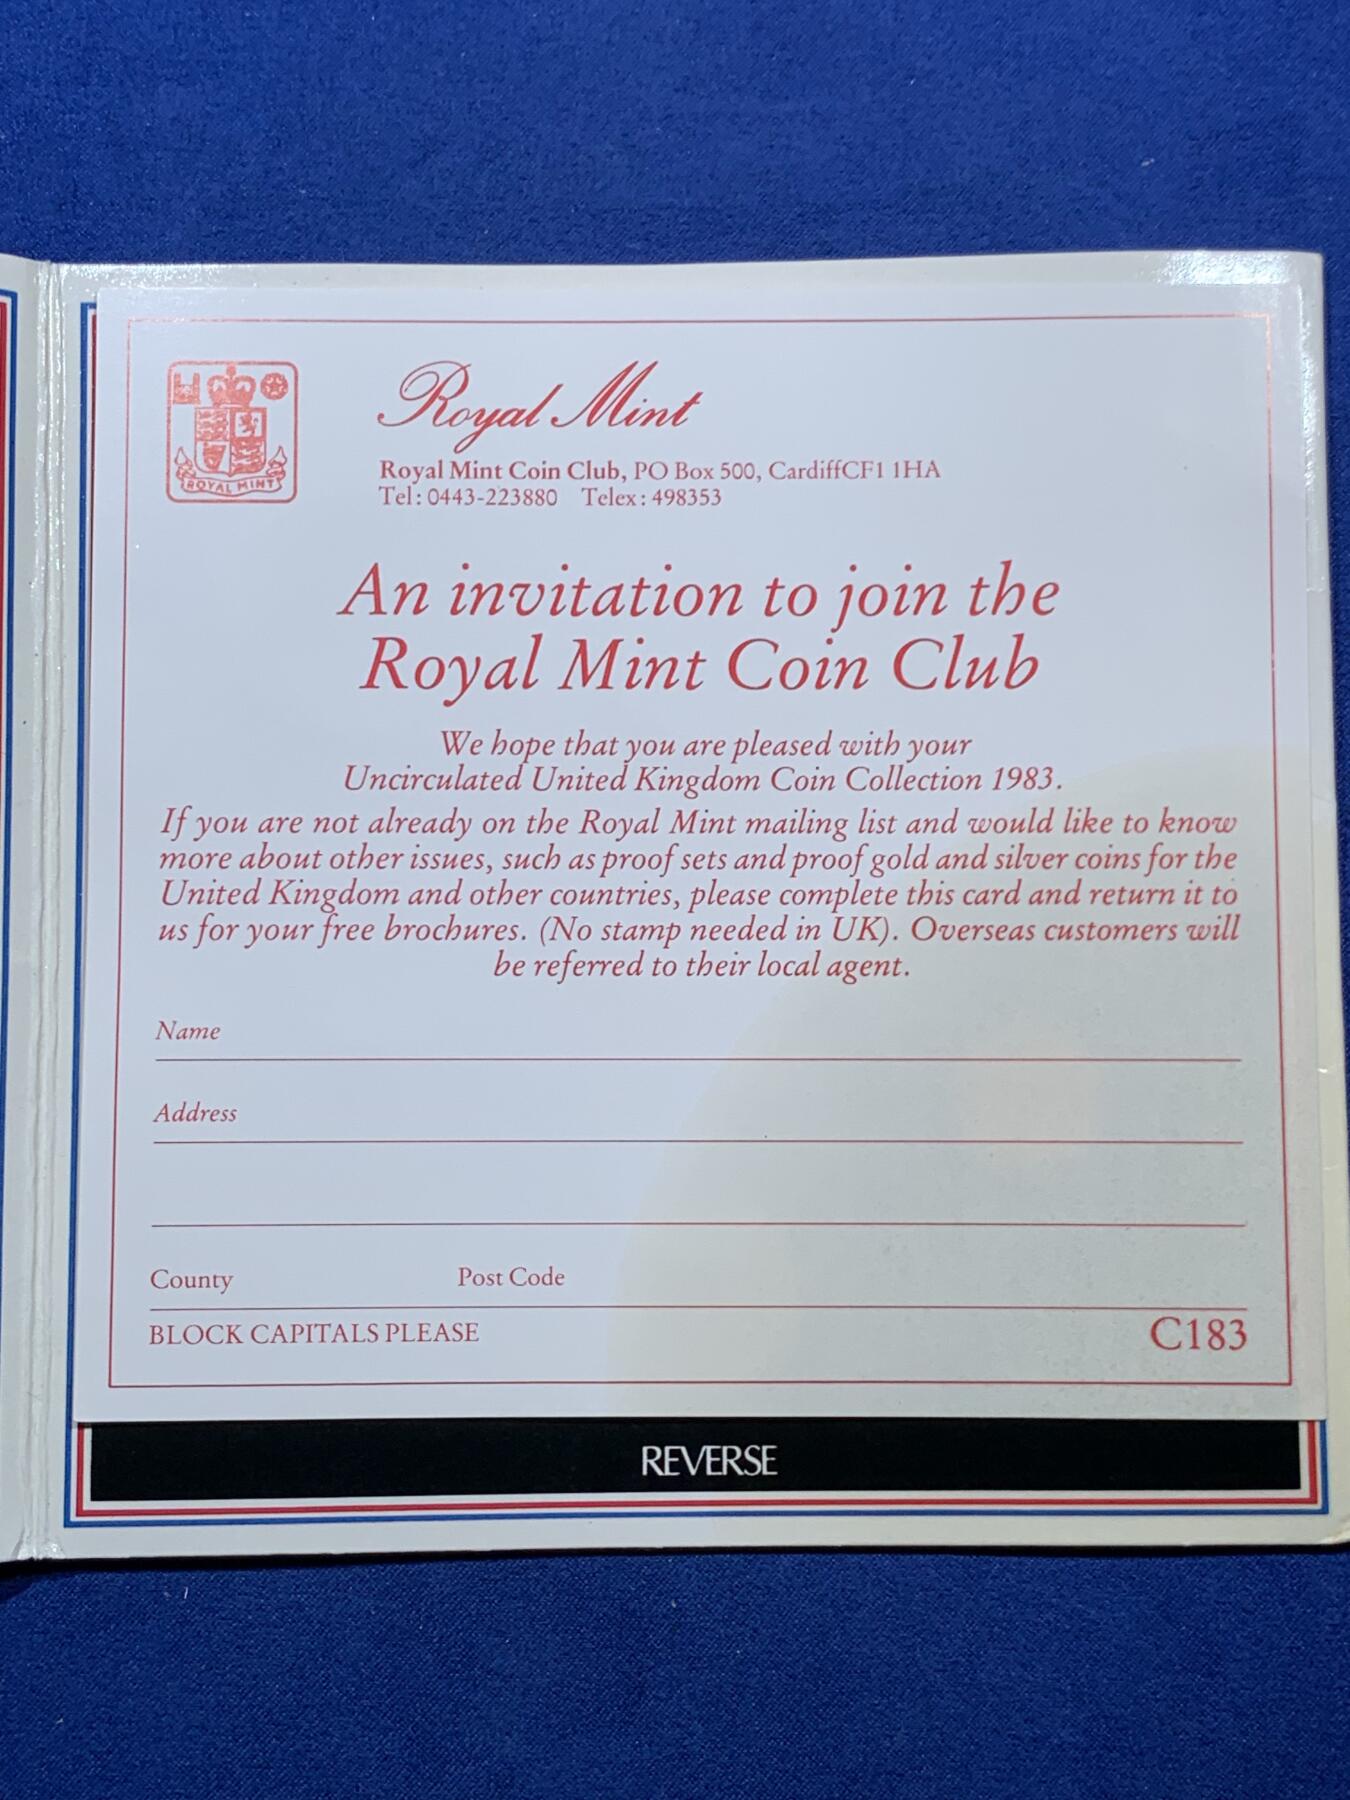 ROYAL MINT
Royal Mint
Royal Mint Coin Club, PO Box 500, CardiffCF1 1HA
Tel: 0443-223880 Telex: 498353
An invitation to join the
Royal Mint Coin Club
We hope that you are pleased with your
Uncirculated United Kingdom Coin Collection 1983.
If you are not already on the Royal Mint mailing list and would like to know
more about other issues, such as proof sets and proof gold and silver coins for the
United Kingdom and other countries, please complete this card and return it to
us for your free brochures. (No stamp needed in UK). Overseas customers will
be referred to their local agent.
Name
Address
County Post Code
BLOCK CAPITALS PLEASE C183
REVERSE